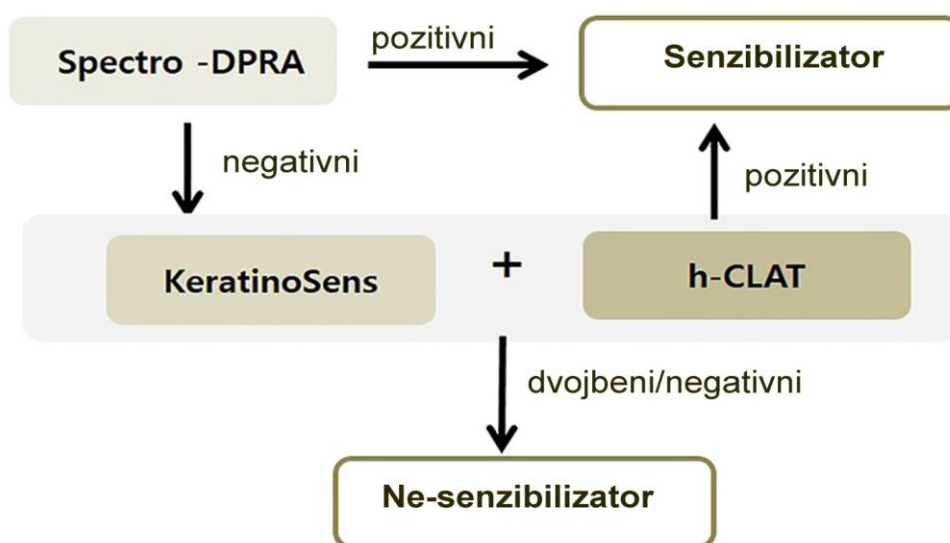 Spectro -DPRA
pozitivni
Senzibilizator
negativni
pozitivni
KeratinoSens
+
h-CLAT
dvojbeni/negativni
Ne-senzibilizator